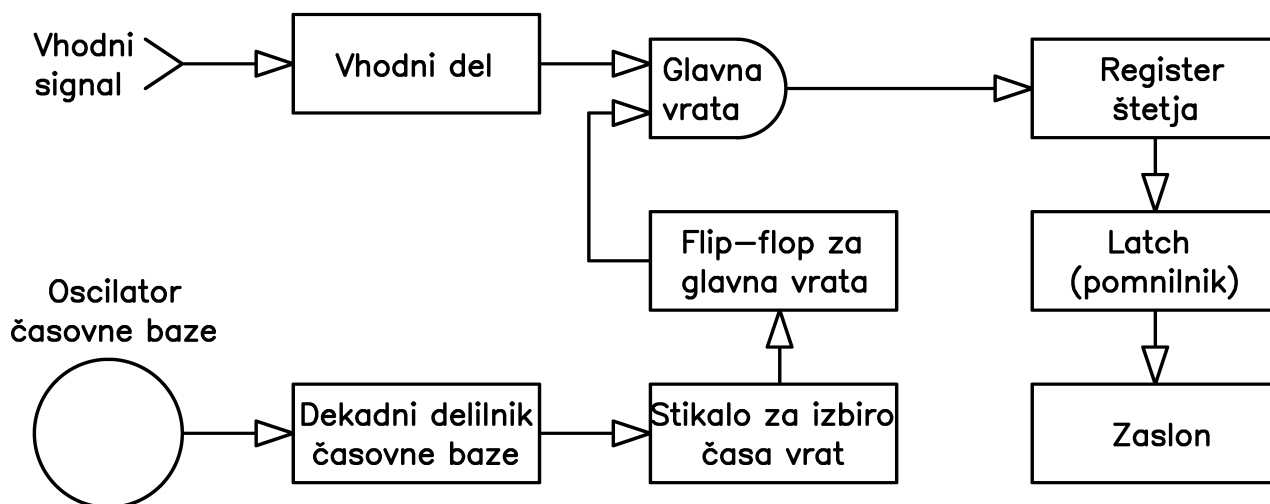 Vhodni
signal
Vhodni del
Glavna
vrata
Register
štetja
Flip-flop za
glavna vrata
Latch
(pomnilnik)
Oscilator
časovne baze
Dekadni delilnik
časovne baze
Stikalo za izbiro
časa vrat
Zaslon